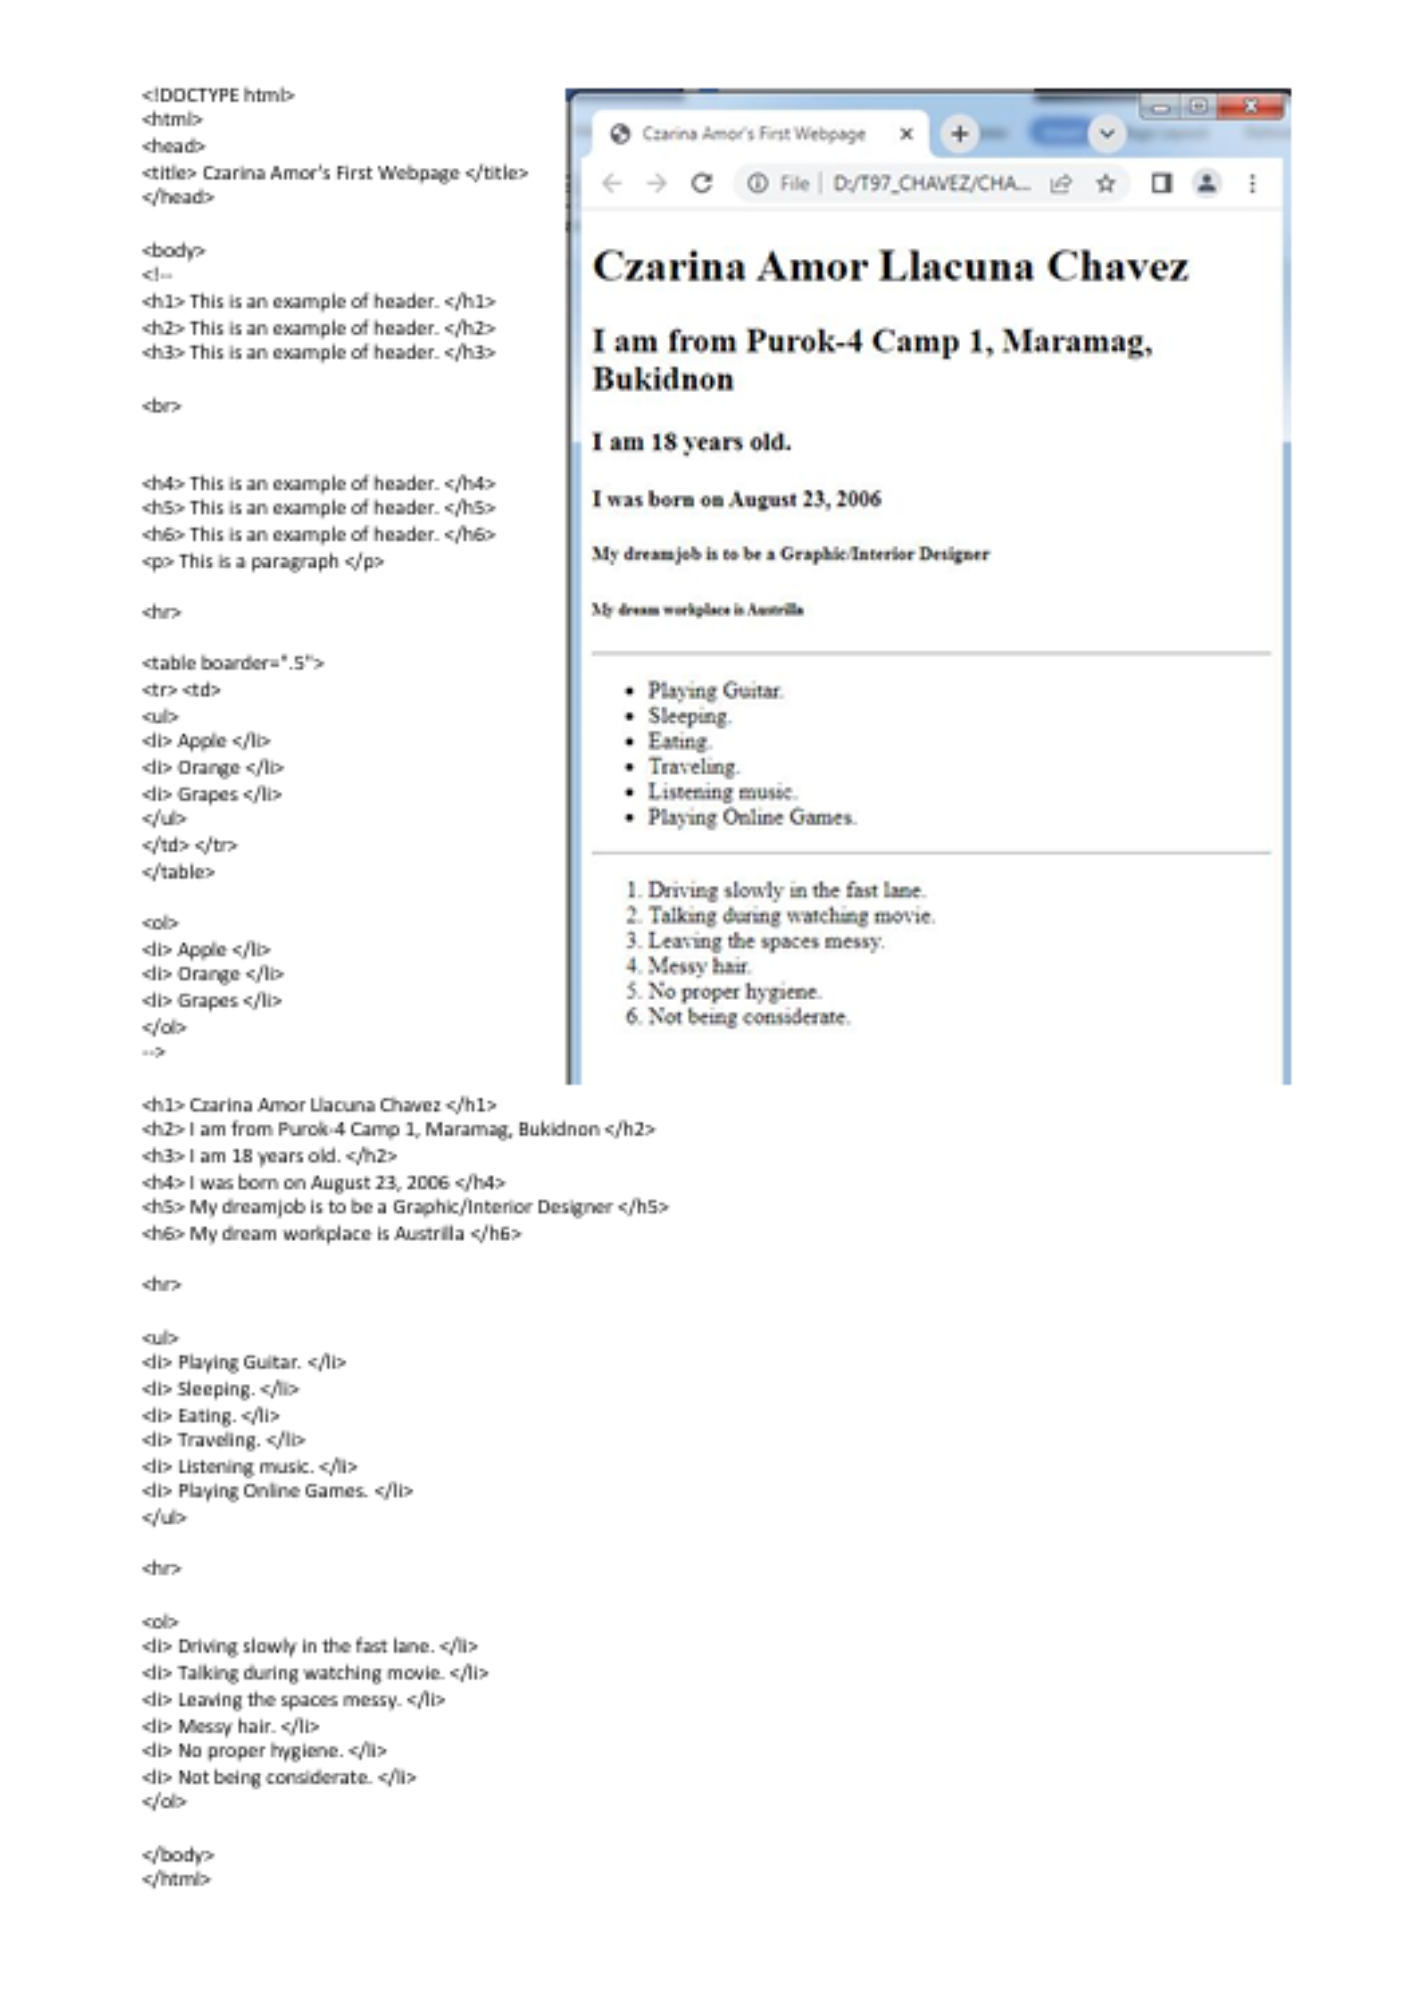 <!DOCTYPE html>
<html>
<head>
<title> Czarina Amor's First Webpage </title>
</head>
<body>
<!--
<h1> This is an example of header. </h1>
<h2> This is an example of header. </h2>
<h3> This is an example of header. </h3>
<br>
<h4> This is an example of header. </h4>
<h5> This is an example of header. </h5>
<h6> This is an example of header. </h6>
<p> This is a paragraph </p>
<hr>
<table boarder=".5">
<tr> <td>
<ul>
<li> Apple </li>
<li> Orange </li>
<li> Grapes </li>
</ul>
</td> </tr>
</table>
<ol>
<li> Apple </li>
<li> Orange </li>
<li> Grapes </li>
</ol>
-->
Czarina Amor's First Webpage
File | D:/T97_CHAVEZ/CHA...
Czarina Amor Llacuna Chavez
I am from Purok-4 Camp 1, Maramag,
Bukidnon
I am 18 years old.
I was born on August 23, 2006
My dreamjob is to be a Graphic/Interior Designer
My dream workplace is Austrilla
• Playing Guitar.
• Sleeping.
• Eating.
• Traveling.
• Listening music.
• Playing Online Games.
1. Driving slowly in the fast lane.
2. Talking during watching movie.
3. Leaving the spaces messy.
4. Messy hair.
5. No proper hygiene.
6. Not being considerate.
<h1> Czarina Amor Llacuna Chavez </h1>
<h2> I am from Purok-4 Camp 1, Maramag, Bukidnon </h2>
<h3> I am 18 years old. </h2>
<h4> I was born on August 23, 2006 </h4>
<h5> My dreamjob is to be a Graphic/Interior Designer </h5>
<h6> My dream workplace is Austrilla </h6>
<hr>
<ul>
<li> Playing Guitar. </li>
<li> Sleeping. </li>
<li> Eating. </li>
<li> Traveling. </li>
<li> Listening music. </li>
<li> Playing Online Games. </li>
</ul>
<hr>
<ol>
<li> Driving slowly in the fast lane. </li>
<li> Talking during watching movie. </li>
<li> Leaving the spaces messy. </li>
<li> Messy hair. </li>
<li> No proper hygiene. </li>
<li> Not being considerate. </li>
</ol>
</body>
</html>